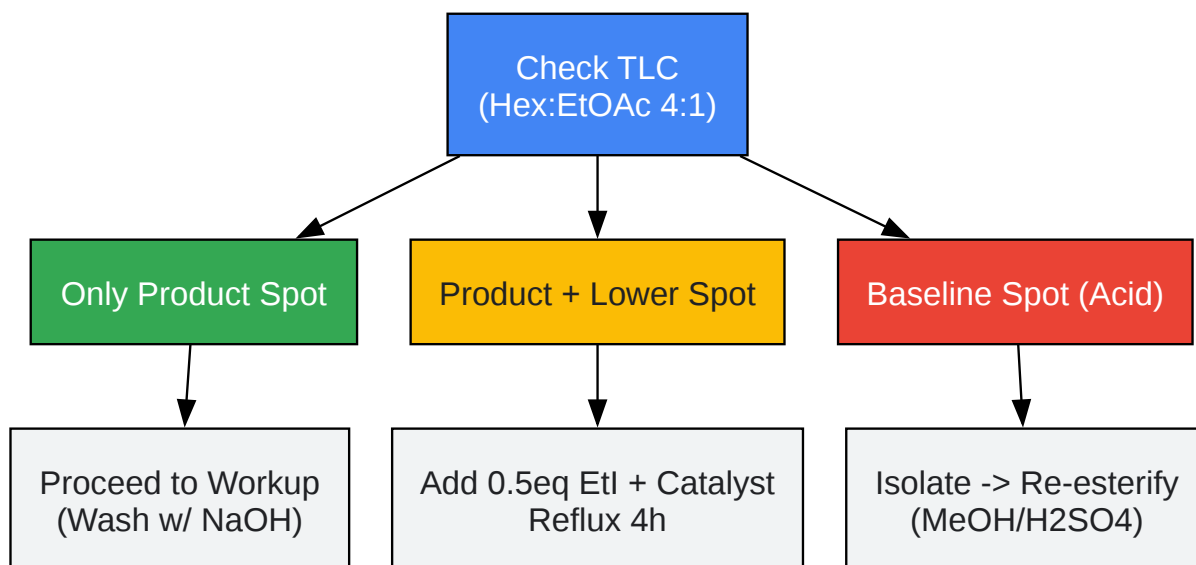 Check TLC
(Hex:EtOAc 4:1)
Only Product Spot
Product + Lower Spot
Baseline Spot (Acid)
Proceed to Workup
(Wash w/ NaOH)
Add 0.5eq EtI + Catalyst
Reflux 4h
Isolate -> Re-esterify
(MeOH/H2SO4)